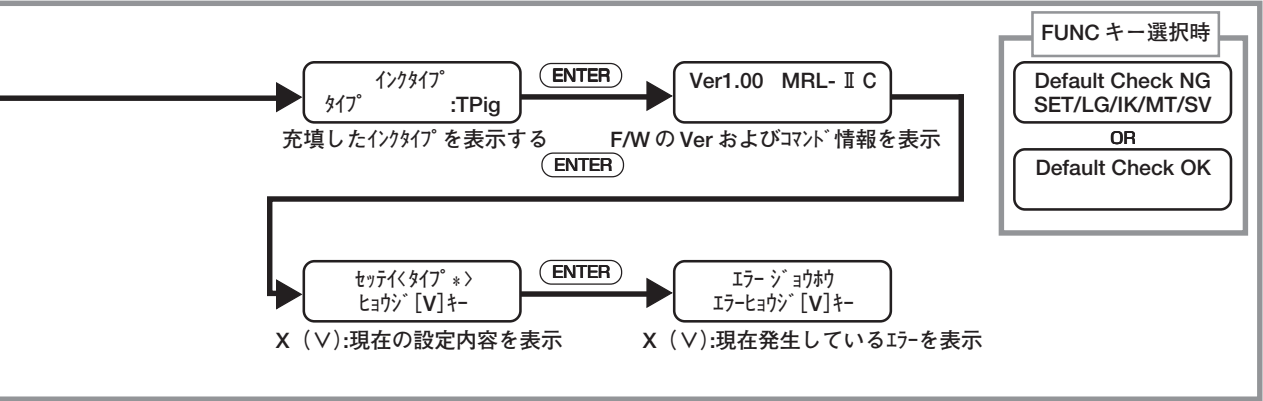 FUNC キー選択時
ｲﾝｸﾀｲﾌﾟ
ﾀｲﾌﾟ :TPig
ENTER
Ver1.00 MRL-ⅡC
Default Check NG
SET/LG/IK/MT/SV
充填したｲﾝｸﾀｲﾌﾟを表示する
F/W の Ver およびｺﾏﾝﾄﾞ情報を表示
OR
ENTER
Default Check OK
ｾｯﾃｲ<ﾀｲﾌﾟ*>
ﾋｮｳｼﾞ[V]ｷｰ
ENTER
ｴﾗｰ ｼﾞｮｳﾎｳ
ｴﾗｰﾋｮｳｼﾞ[V]ｷｰ
X（∨）:現在の設定内容を表示
X（∨）:現在発生しているｴﾗｰを表示